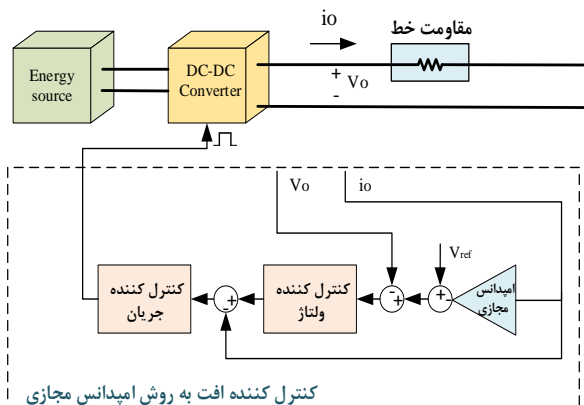 io
مقاومت خط
Energy
source
DC-DC
Converter
+
Vo
-
Vo
io
Vref
امپدانس
مجازی
+
-
-
+
کنترل کننده
ولتاژ
+
-
کنترل کننده
جریان
کنترل کننده افت به روش امپدانس مجازی